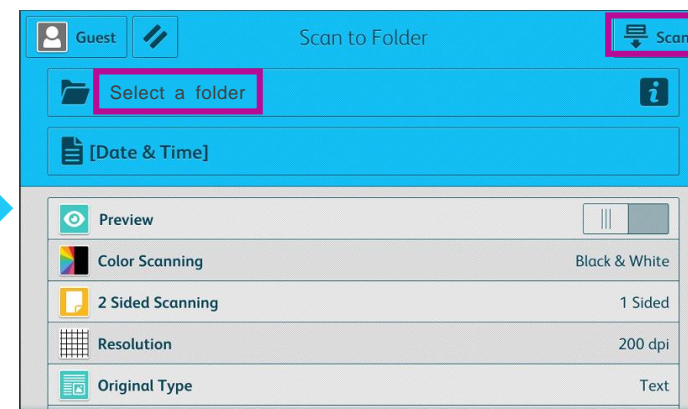 Guest
Scan to Folder
Scan
Select a folder
i
[Date & Time]
Preview
Color Scanning Black & White
2 Sided Scanning 1 Sided
Resolution 200 dpi
Original Type Text